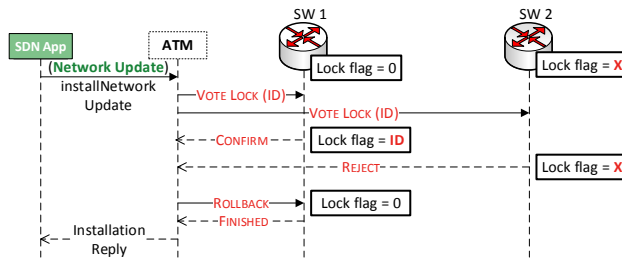 SW 1
SW 2
SDN App
ATM
(Network Update)
installNetwork
Update
Lock flag = 0
Lock flag = X
VOTE LOCK (ID)
VOTE LOCK (ID)
CONFIRM
Lock flag = ID
REJECT
Lock flag = X
ROLLBACK
Lock flag = 0
FINISHED
Installation
Reply